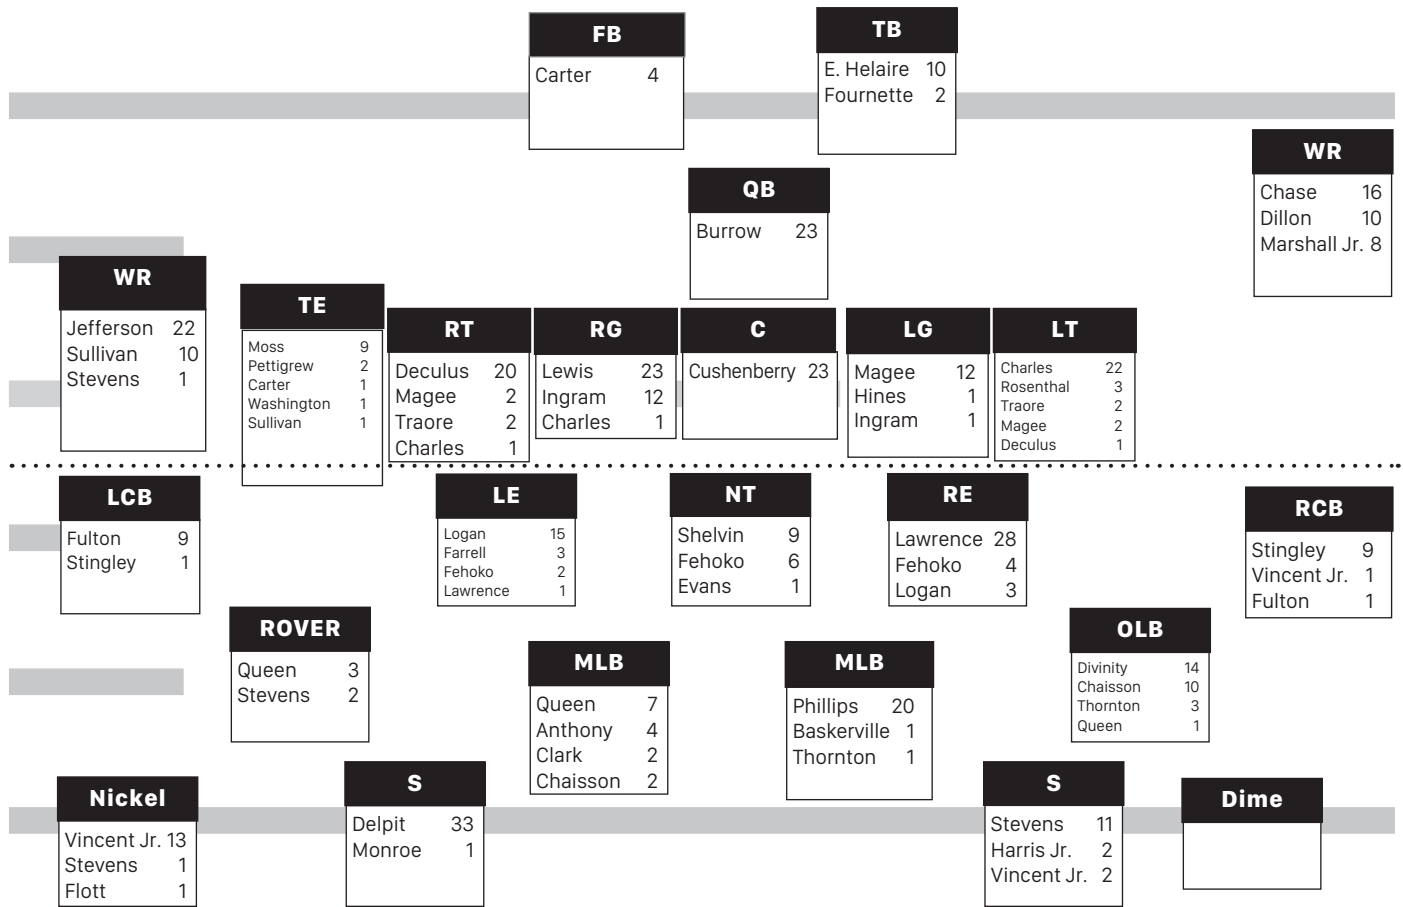 FB
Carter 4
TB
E. Helaire 10
Fournette 2
WR
Chase 16
Dillon 10
Marshall Jr. 8
QB
Burrow 23
WR
Jefferson 22
Sullivan 10
Stevens 1
TE
Moss 9
Pettigrew 2
Carter 1
Washington 1
Sullivan 1
RT
Deculus 20
Magee 2
Traore 2
Charles 1
RG
Lewis 23
Ingram 12
Charles 1
C
Cushenberry 23
LG
Magee 12
Hines 1
Ingram 1
LT
Charles 22
Rosenthal 3
Traore 2
Magee 2
Deculus 1
LCB
Fulton 9
Stingley 1
LE
Logan 15
Farrell 3
Fehoko 2
Lawrence 1
NT
Shelvin 9
Fehoko 6
Evans 1
RE
Lawrence 28
Fehoko 4
Logan 3
RCB
Stingley 9
Vincent Jr. 1
Fulton 1
ROVER
Queen 3
Stevens 2
MLB
Queen 7
Anthony 4
Clark 2
Chaisson 2
MLB
Phillips 20
Baskerville 1
Thornton 1
OLB
Divinity 14
Chaisson 10
Thornton 3
Queen 1
Nickel
Vincent Jr. 13
Stevens 1
Flott 1
S
Delpit 33
Monroe 1
S
Stevens 11
Harris Jr. 2
Vincent Jr. 2
Dime